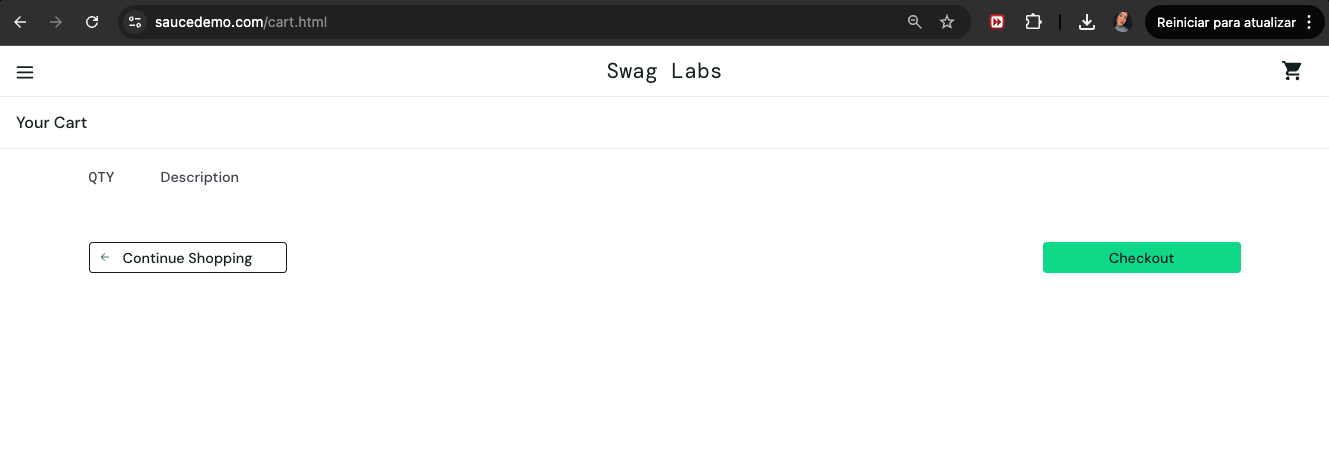 saucedemo.com/cart.html
Reiniciar para atualizar
Swag Labs
Your Cart
QTY Description
Continue Shopping
Checkout